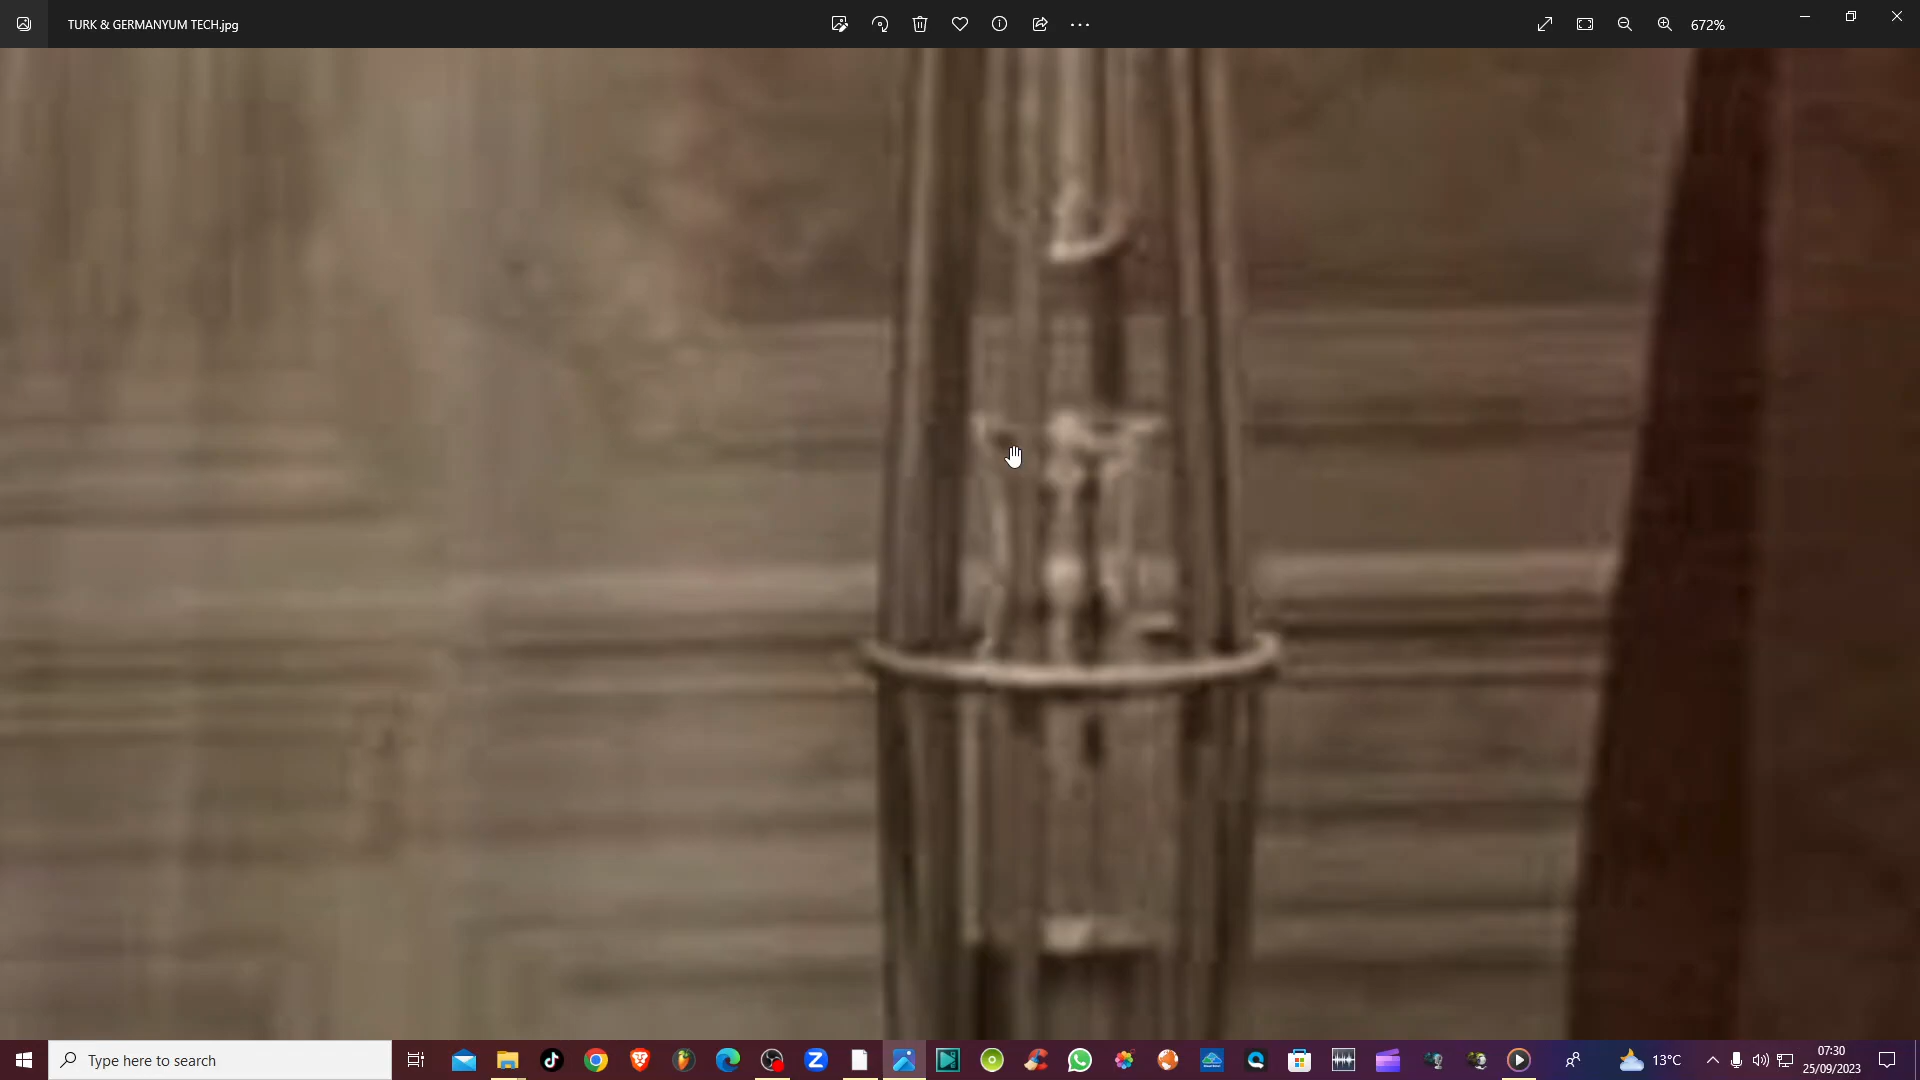 TURK & GERMANYUM TECH.jpg
672%
Type here to search
13°C
07:30
25/09/2023